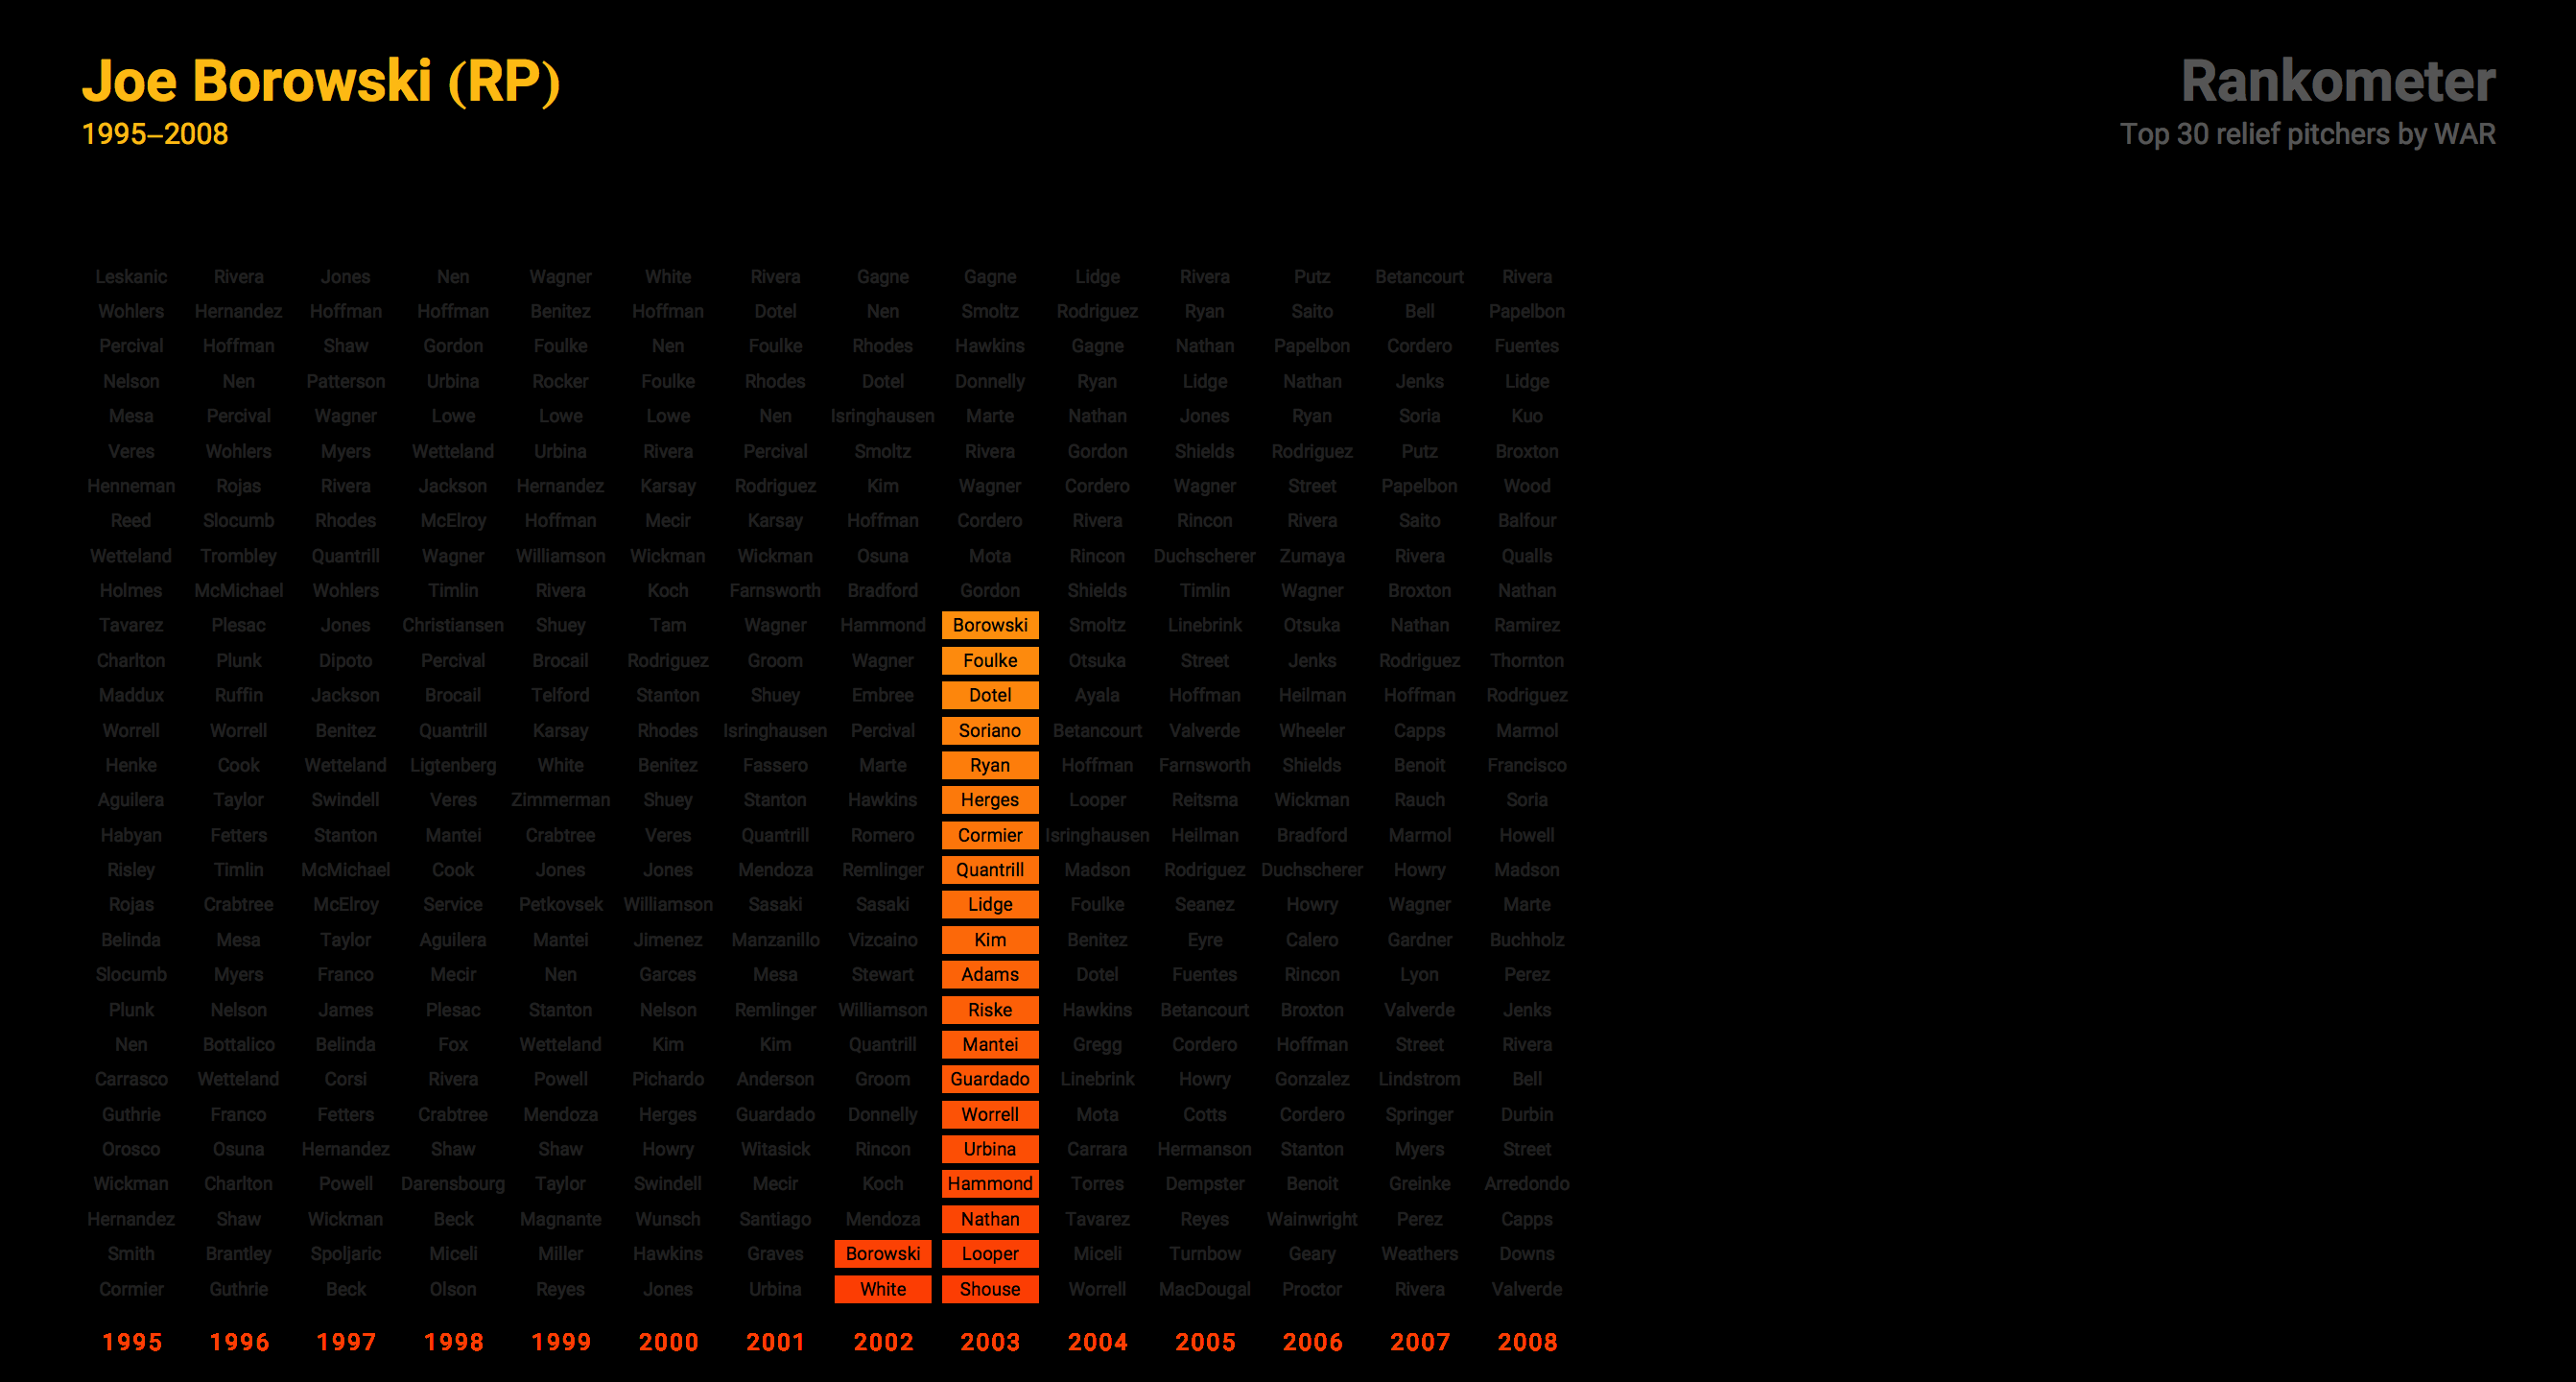 Joe Borowski (RP)
1995–2008
Rankometer
Top 30 relief pitchers by WAR
Leskanic Rivera Jones Nen Wagner White Rivera Gagne Gagne Lidge Rivera Putz Betancourt Rivera
Wohlers Hernandez Hoffman Hoffman Benitez Hoffman Dotel Nen Smoltz Rodriguez Ryan Saito Bell Papelbon
Percival Hoffman Shaw Gordon Foulke Nen Foulke Rhodes Hawkins Gagne Nathan Papelbon Cordero Fuentes
Nelson Nen Patterson Urbina Rocker Foulke Rhodes Dotel Donnelly Ryan Lidge Nathan Jenks Lidge
Mesa Percival Wagner Lowe Lowe Lowe Nen Isringhausen Marte Nathan Jones Ryan Soria Kuo
Veres Wohlers Myers Wetteland Urbina Rivera Percival Smoltz Rivera Gordon Shields Rodriguez Putz Broxton
Henneman Rojas Rivera Jackson Hernandez Karsay Rodriguez Kim Wagner Cordero Wagner Street Papelbon Wood
Reed Slocumb Rhodes McElroy Hoffman Mecir Karsay Hoffman Cordero Rivera Rincon Rivera Saito Balfour
Wetteland Trombley Quantrill Wagner Williamson Wickman Wickman Osuna Mota Rincon Duchscherer Zumaya Rivera Qualls
Holmes McMichael Wohlers Timlin Rivera Koch Farnsworth Bradford Gordon Shields Timlin Wagner Broxton Nathan
Tavarez Plesac Jones Christiansen Shuey Tam Wagner Hammond Borowski Smoltz Linebrink Otsuka Nathan Ramirez
Charlton Plunk Dipoto Percival Brocail Rodriguez Groom Wagner Foulke Otsuka Street Jenks Rodriguez Thornton
Maddux Ruffin Jackson Brocail Telford Stanton Shuey Embree Dotel Ayala Hoffman Heilman Hoffman Rodriguez
Worrell Worrell Benitez Quantrill Karsay Rhodes Isringhausen Percival Soriano Betancourt Valverde Wheeler Capps Marmol
Henke Cook Wetteland Ligtenberg White Benitez Fassero Marte Ryan Hoffman Farnsworth Shields Benoit Francisco
Aguilera Taylor Swindell Veres Zimmerman Shuey Stanton Hawkins Herges Looper Reitsma Wickman Rauch Soria
Habyan Fetters Stanton Mantei Crabtree Veres Quantrill Romero Cormier Isringhausen Heilman Bradford Marmol Howell
Risley Timlin McMichael Cook Jones Jones Mendoza Remlinger Quantrill Madson Rodriguez Duchscherer Howry Madson
Rojas Crabtree McElroy Service Petkovsek Williamson Sasaki Sasaki Lidge Foulke Seanez Howry Wagner Marte
Belinda Mesa Taylor Aguilera Mantei Jimenez Manzanillo Vizcaino Kim Benitez Eyre Calero Gardner Buchholz
Slocumb Myers Franco Mecir Nen Garces Mesa Stewart Adams Dotel Fuentes Rincon Lyon Perez
Plunk Nelson James Plesac Stanton Nelson Remlinger Williamson Riske Hawkins Betancourt Broxton Valverde Jenks
Nen Bottalico Belinda Fox Wetteland Kim Kim Quantrill Mantei Gregg Cordero Hoffman Street Rivera
Carrasco Wetteland Corsi Rivera Powell Pichardo Anderson Groom Guardado Linebrink Howry Gonzalez Lindstrom Bell
Guthrie Franco Fetters Crabtree Mendoza Herges Guardado Donnelly Worrell Mota Cotts Cordero Springer Durbin
Orosco Osuna Hernandez Shaw Shaw Howry Witasick Rincon Urbina Carrara Hermanson Stanton Myers Street
Wickman Charlton Powell Darensbourg Taylor Swindell Mecir Koch Hammond Torres Dempster Benoit Greinke Arredondo
Hernandez Shaw Wickman Beck Magnante Wunsch Santiago Mendoza Nathan Tavarez Reyes Wainwright Perez Capps
Smith Brantley Spoljaric Miceli Miller Hawkins Graves Borowski Looper Miceli Turnbow Geary Weathers Downs
Cormier Guthrie Beck Olson Reyes Jones Urbina White Shouse Worrell MacDougal Proctor Rivera Valverde
1995 1996 1997 1998 1999 2000 2001 2002 2003 2004 2005 2006 2007 2008